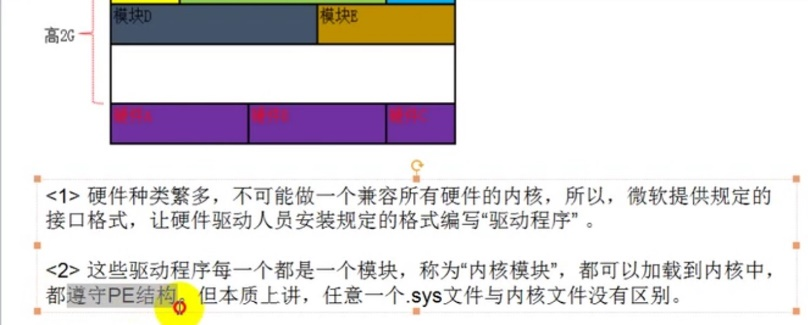 模块D
模块E
高2G
硬件A
硬件B
<1> 硬件种类繁多，不可能做一个兼容所有硬件的内核，所以，微软提供规定的
接口格式，让硬件驱动人员安装规定的格式编写“驱动程序” 。
<2> 这些驱动程序每一个都是一个模块，称为“内核模块”，都可以加载到内核中，
都遵守PE结构。但本质上讲，任意一个.sys文件与内核文件没有区别。